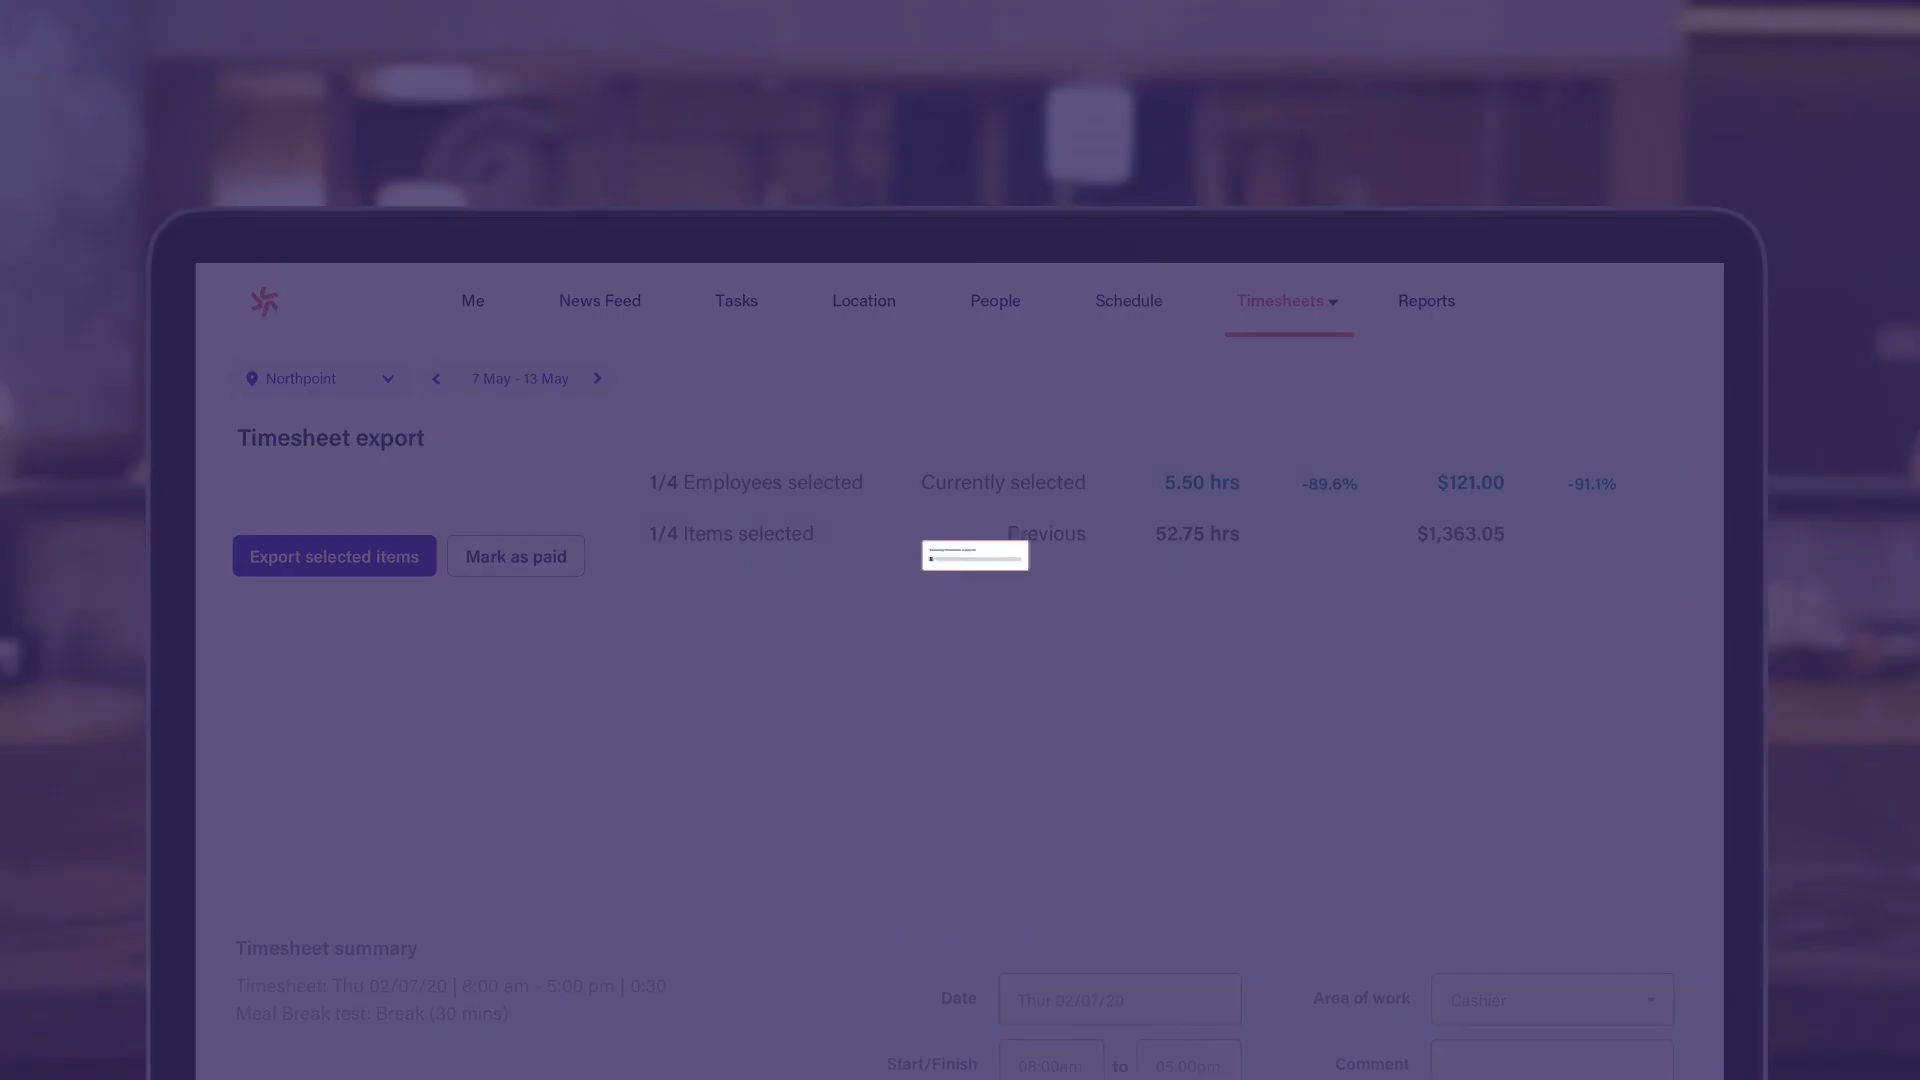 Me News Feed Tasks Location People Schedule Timesheets Reports
Northpoint 7 May - 13 May
Timesheet export
1/4 Employees selected Currently selected 5.50 hrs -89.6% $121.00 -91.1%
1/4 Items selected Previous 52.75 hrs $1,363.05
Export selected items Mark as paid
Timesheet summary
Timesheet: Thu 02/07/20 | 8:00 am - 5:00 pm | 0:30
Meal Break test: Break (30 mins)
Date Thur 02/07/20 Area of work Cashier
Start/Finish 08:00am to 05:00pm Comment